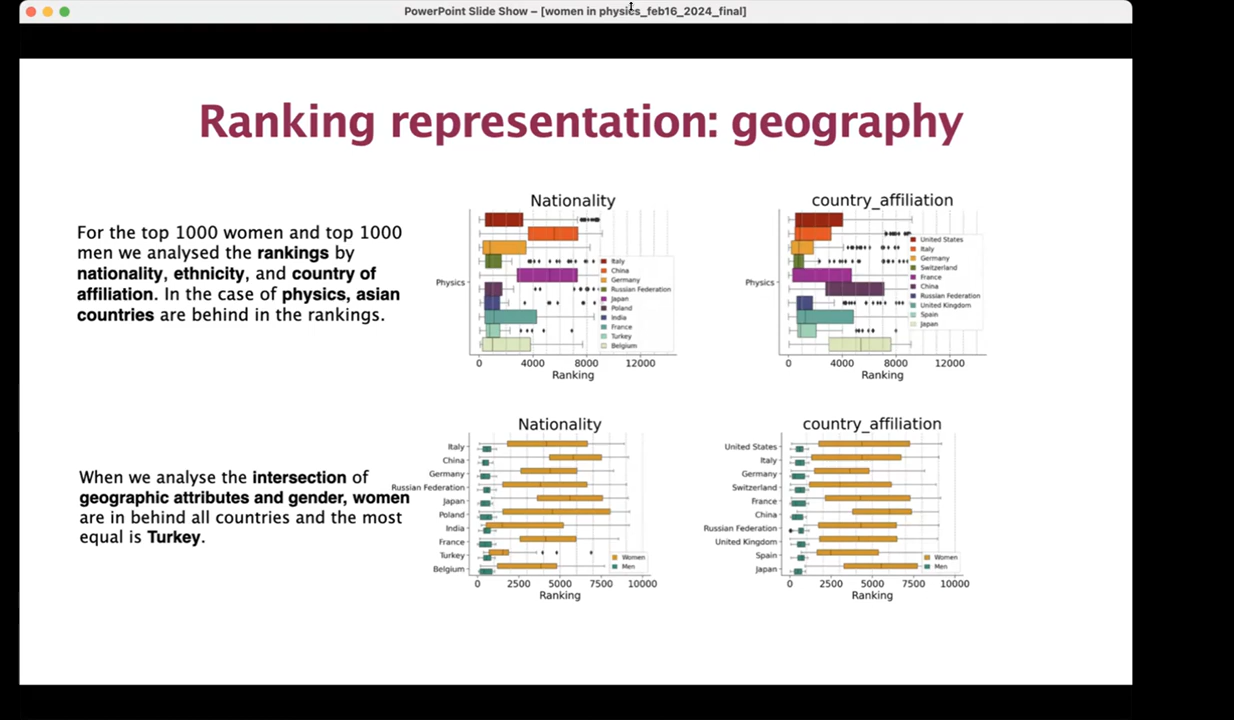 PowerPoint Slide Show – [women in physics_feb16_2024_final]
Ranking representation: geography
For the top 1000 women and top 1000
men we analysed the rankings by
nationality, ethnicity, and country of
affiliation. In the case of physics, asian
countries are behind in the rankings.
Nationality
Physics
Italy
China
Germany
Russian Federation
Japan
Poland
India
France
Turkey
Belgium
0 4000 8000 12000
Ranking
country_affiliation
Physics
United States
Italy
Germany
Switzerland
France
China
Russian Federation
United Kingdom
Spain
Japan
0 4000 8000 12000
Ranking
When we analyse the intersection of
geographic attributes and gender, women
are in behind all countries and the most
equal is Turkey.
Nationality
Italy
China
Germany
Russian Federation
Japan
Poland
India
France
Turkey
Belgium
Women
Men
0 2500 5000 7500 10000
Ranking
country_affiliation
United States
Italy
Germany
Switzerland
France
China
Russian Federation
United Kingdom
Spain
Japan
Women
Men
0 2500 5000 7500 10000
Ranking